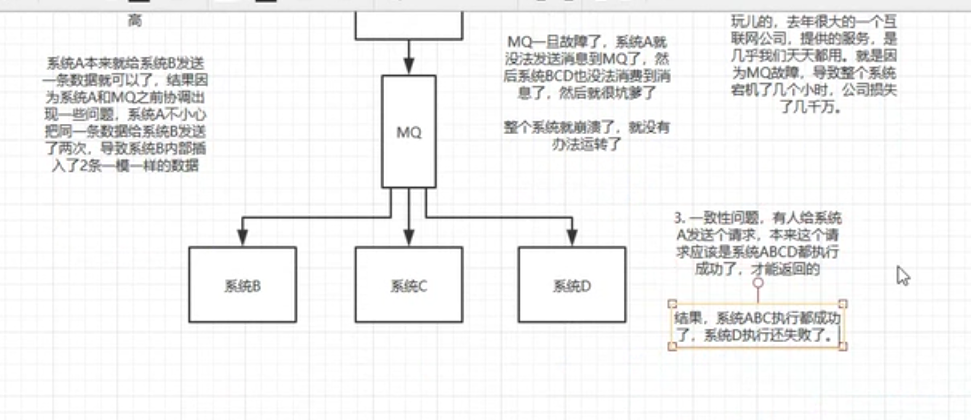 高
系统A本来就给系统B发送
一条数据就可以了，结果因
为系统A和MQ之前协调出
现一些问题，系统A不小心
把同一条数据给系统B发送
了两次，导致系统B内部插
入了2条一模一样的数据
MQ
MQ一旦故障了，系统A就
没法发送消息到MQ了，然
后系统BCD也没法消费到消
息了，然后就很坑爹了
整个系统就崩溃了，就没有
办法运转了
玩儿的，去年很大的一个互
联网公司，提供的服务，是
几乎我们天天都用。就是因
为MQ故障，导致整个系统
宕机了几个小时，公司损失
了几千万。
系统B
系统C
系统D
3. 一致性问题，有人给系统
A发送个请求，本来这个请
求应该是系统ABCD都执行
成功了，才能返回的
结果，系统ABC执行都成功
了，系统D执行还失败了。